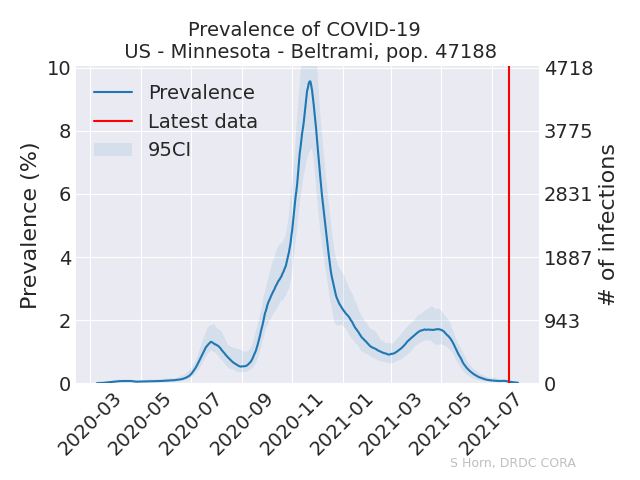 Prevalence of COVID-19
US - Minnesota - Beltrami, pop. 47188
Prevalence
Latest data
95CI
Prevalence (%)
10
8
6
4
2
0
4718
3775
2831
1887
943
0
# of infections
2020-03
2020-05
2020-07
2020-09
2020-11
2021-01
2021-03
2021-05
2021-07
S Horn, DRDC CORA